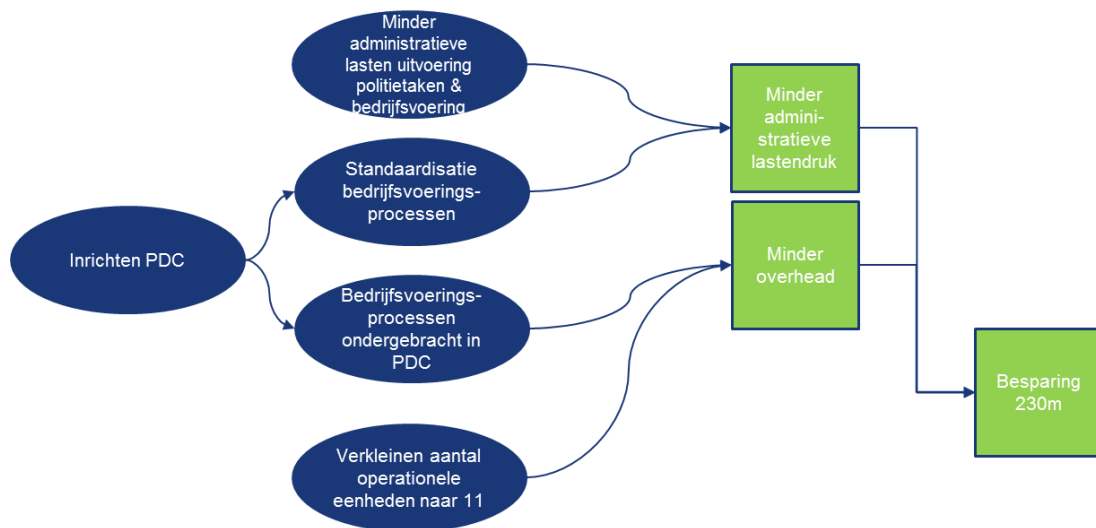 Minder
administratieve
lasten uitvoering
politietaken &
bedrijfsvoering
Minder
admini-
stratieve
lastendruk
Standaardisatie
bedrijfsvoerings-
processen
Inrichten PDC
Minder
overhead
Bedrijfsvoerings-
processen
ondergebracht in
PDC
Besparing
230m
Verkleinen aantal
operationele
eenheden naar 11